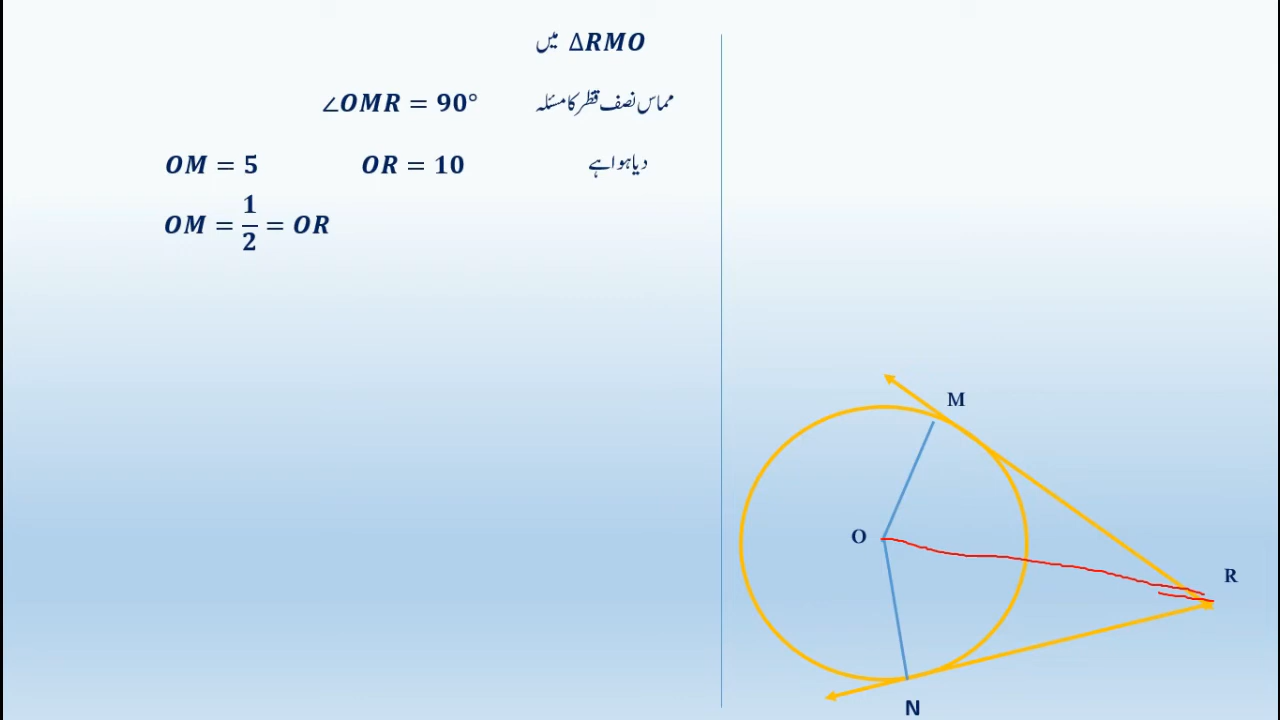 ΔRMO میں
∠OMR = 90° مماس نصف قطر کا مسئلہ
OM = 5 OR = 10 دیا ہوا ہے
OM = 1/2 = OR
M
O
R
N